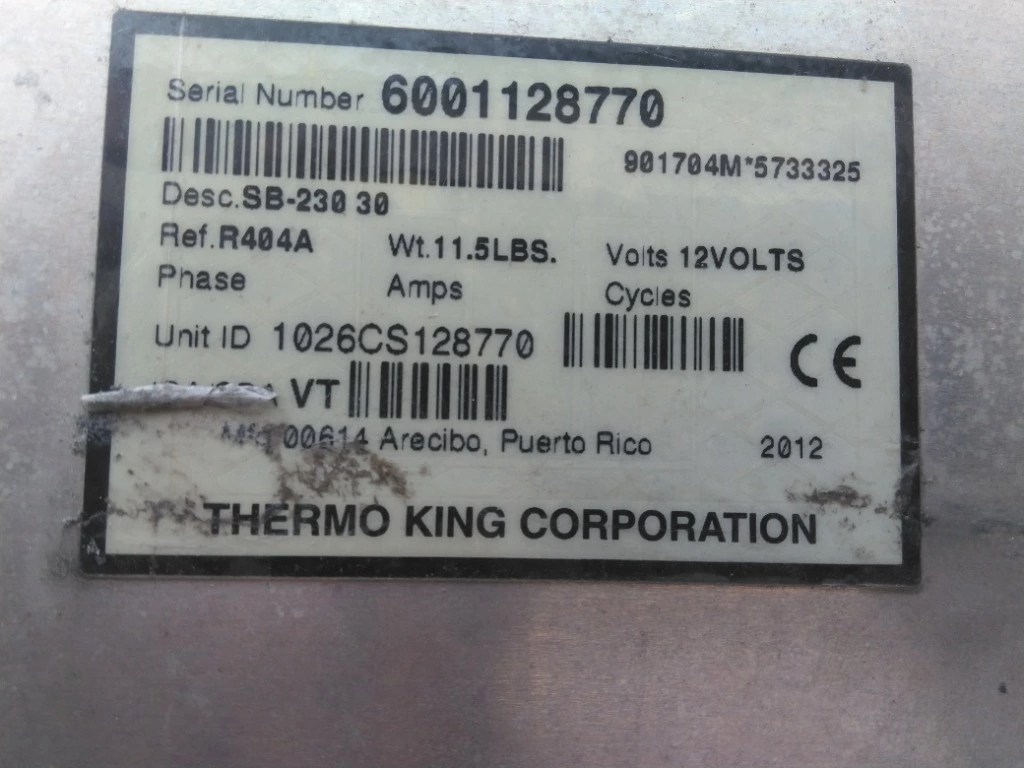 Serial Number 6001128770
901704M*5733325
Desc.SB-230 30
Ref.R404A Wt.11.5LBS. Volts 12VOLTS
Phase Amps Cycles
Unit ID 1026CS128770
CE
VT
Mfg 00614 Arecibo, Puerto Rico 2012
THERMO KING CORPORATION